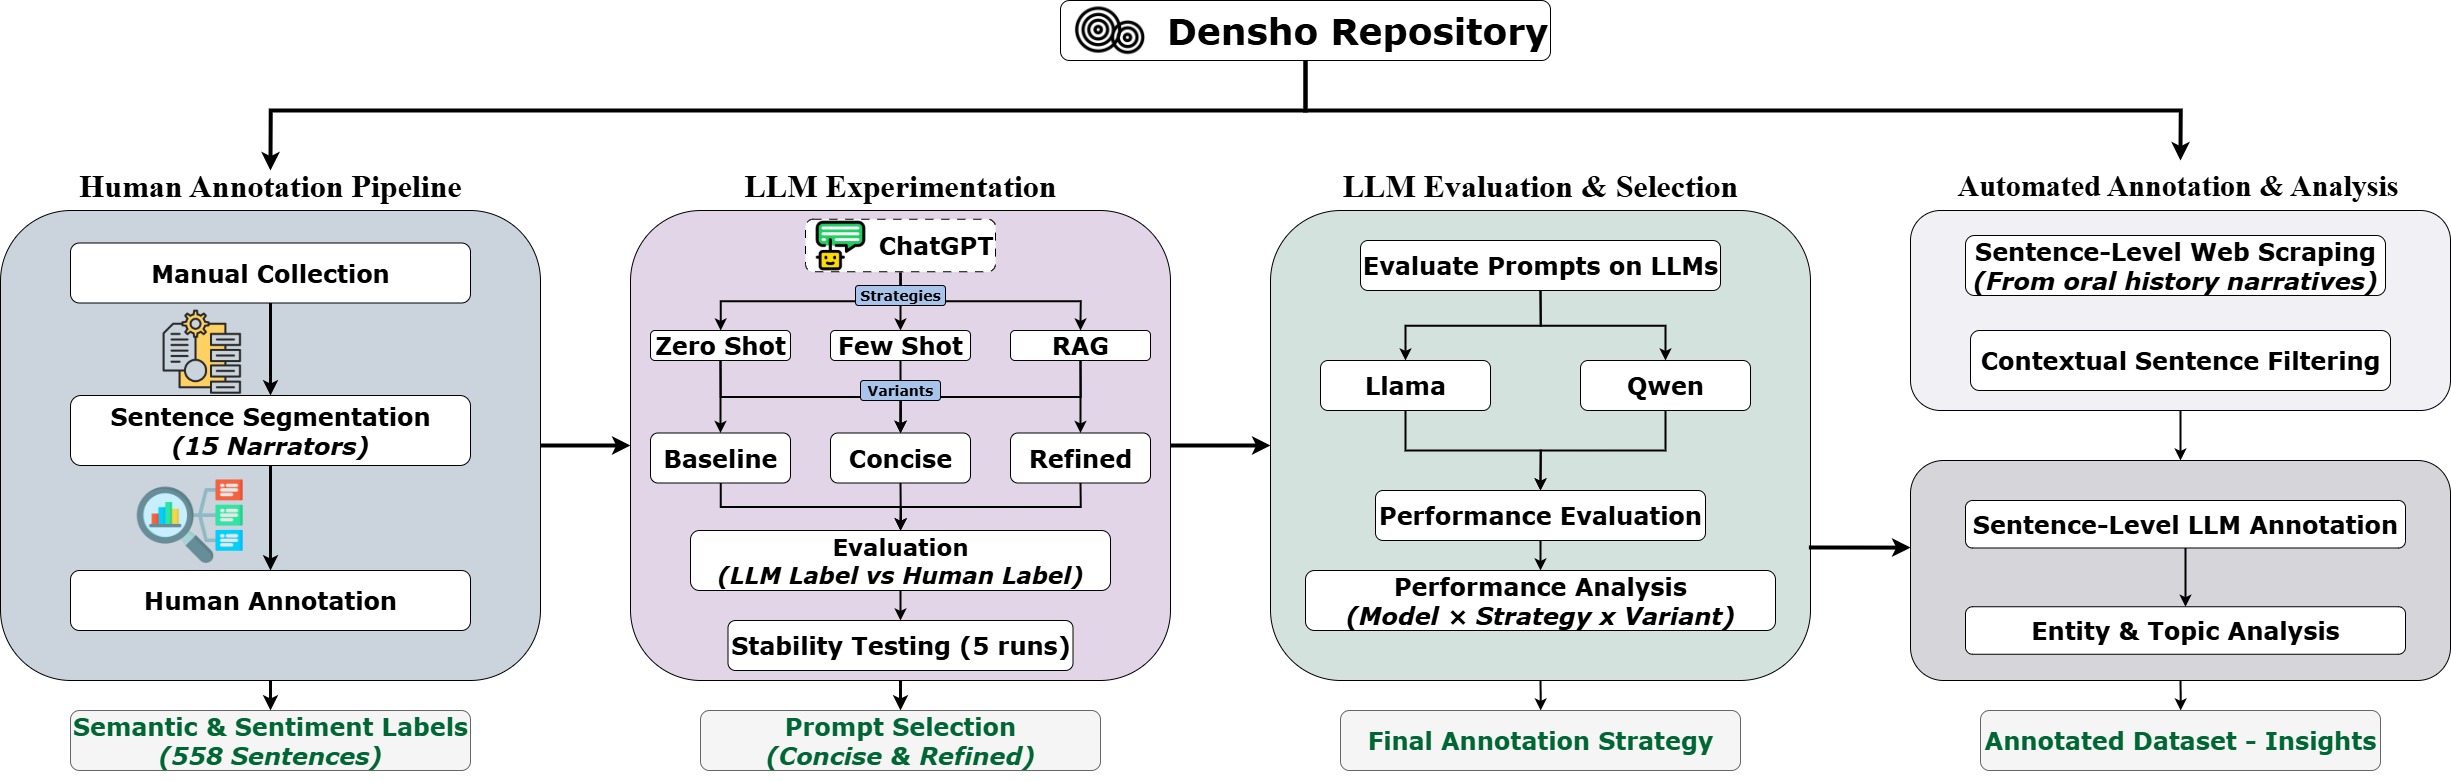 Densho Repository
Human Annotation Pipeline
Manual Collection
Sentence Segmentation
(15 Narrators)
Human Annotation
Semantic & Sentiment Labels
(558 Sentences)
LLM Experimentation
ChatGPT
Strategies
Zero Shot
Few Shot
RAG
Variants
Baseline
Concise
Refined
Evaluation
(LLM Label vs Human Label)
Stability Testing (5 runs)
Prompt Selection
(Concise & Refined)
LLM Evaluation & Selection
Evaluate Prompts on LLMs
Llama
Qwen
Performance Evaluation
Performance Analysis
(Model × Strategy x Variant)
Final Annotation Strategy
Automated Annotation & Analysis
Sentence-Level Web Scraping
(From oral history narratives)
Contextual Sentence Filtering
Sentence-Level LLM Annotation
Entity & Topic Analysis
Annotated Dataset - Insights